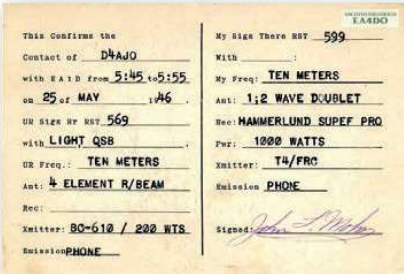 This Confirms the
Contact of D4AJO
with EA1D from 5:45 to 5:55
on 25 of MAY 1946 .
UR Sigs Hr RST 569
with LIGHT QSB .
UR Freq.: TEN METERS
Ant: 4 ELEMENT R/BEAM
Rec:
Xmitter: BC-610 / 200 WTS
Emission PHONE
EA4DO
My Sigs There RST 599
With :
My Freq: TEN METERS
Ant: 1;2 WAVE DOUBLET
Rec: HAMMERLUND SUPEF PRO
Pwr: 1000 WATTS
Xmitter: T4/FRC
Emission PHONE
Signed: John L.